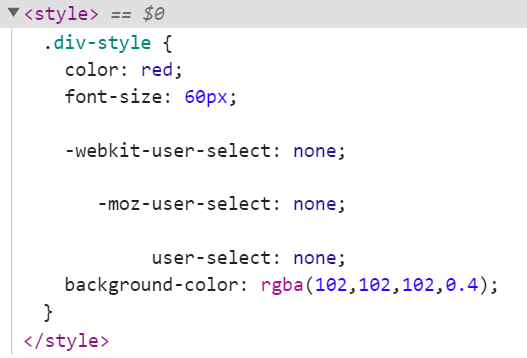 ▼<style> == $0
.div-style {
color: red;
font-size: 60px;
-webkit-user-select: none;
-moz-user-select: none;
user-select: none;
background-color: rgba(102,102,102,0.4);
}
</style>